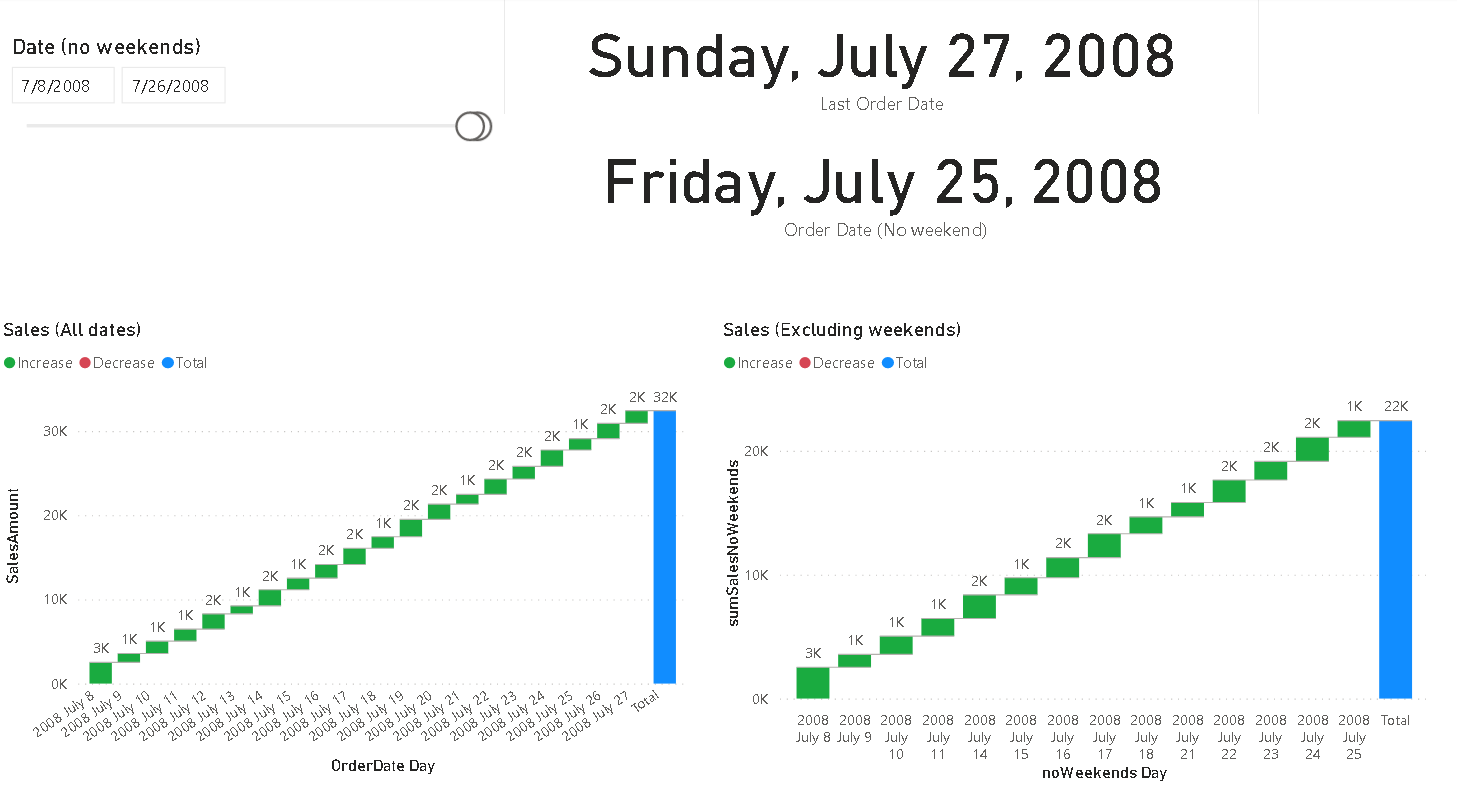 Date (no weekends)
7/8/2008 7/26/2008
Sunday, July 27, 2008
Last Order Date
Friday, July 25, 2008
Order Date (No weekend)
Sales (All dates)
Increase Decrease Total
SalesAmount
30K
20K
10K
0K
3K 1K 1K 1K 2K 1K 2K 1K 2K 2K 1K 2K 2K 1K 2K 2K 2K 1K 2K 2K 32K
2008 July 8
2008 July 9
2008 July 10
2008 July 11
2008 July 12
2008 July 13
2008 July 14
2008 July 15
2008 July 16
2008 July 17
2008 July 18
2008 July 19
2008 July 20
2008 July 21
2008 July 22
2008 July 23
2008 July 24
2008 July 25
2008 July 26
2008 July 27
Total
OrderDate Day
Sales (Excluding weekends)
Increase Decrease Total
sumSalesNoWeekends
20K
10K
0K
3K 1K 1K 1K 2K 1K 2K 2K 1K 1K 2K 2K 2K 1K 22K
2008 2008 2008 2008 2008 2008 2008 2008 2008 2008 2008 2008 2008 2008 Total
July 8 July 9 July July July July July July July July July July July July
10 11 14 15 16 17 18 21 22 23 24 25
noWeekends Day